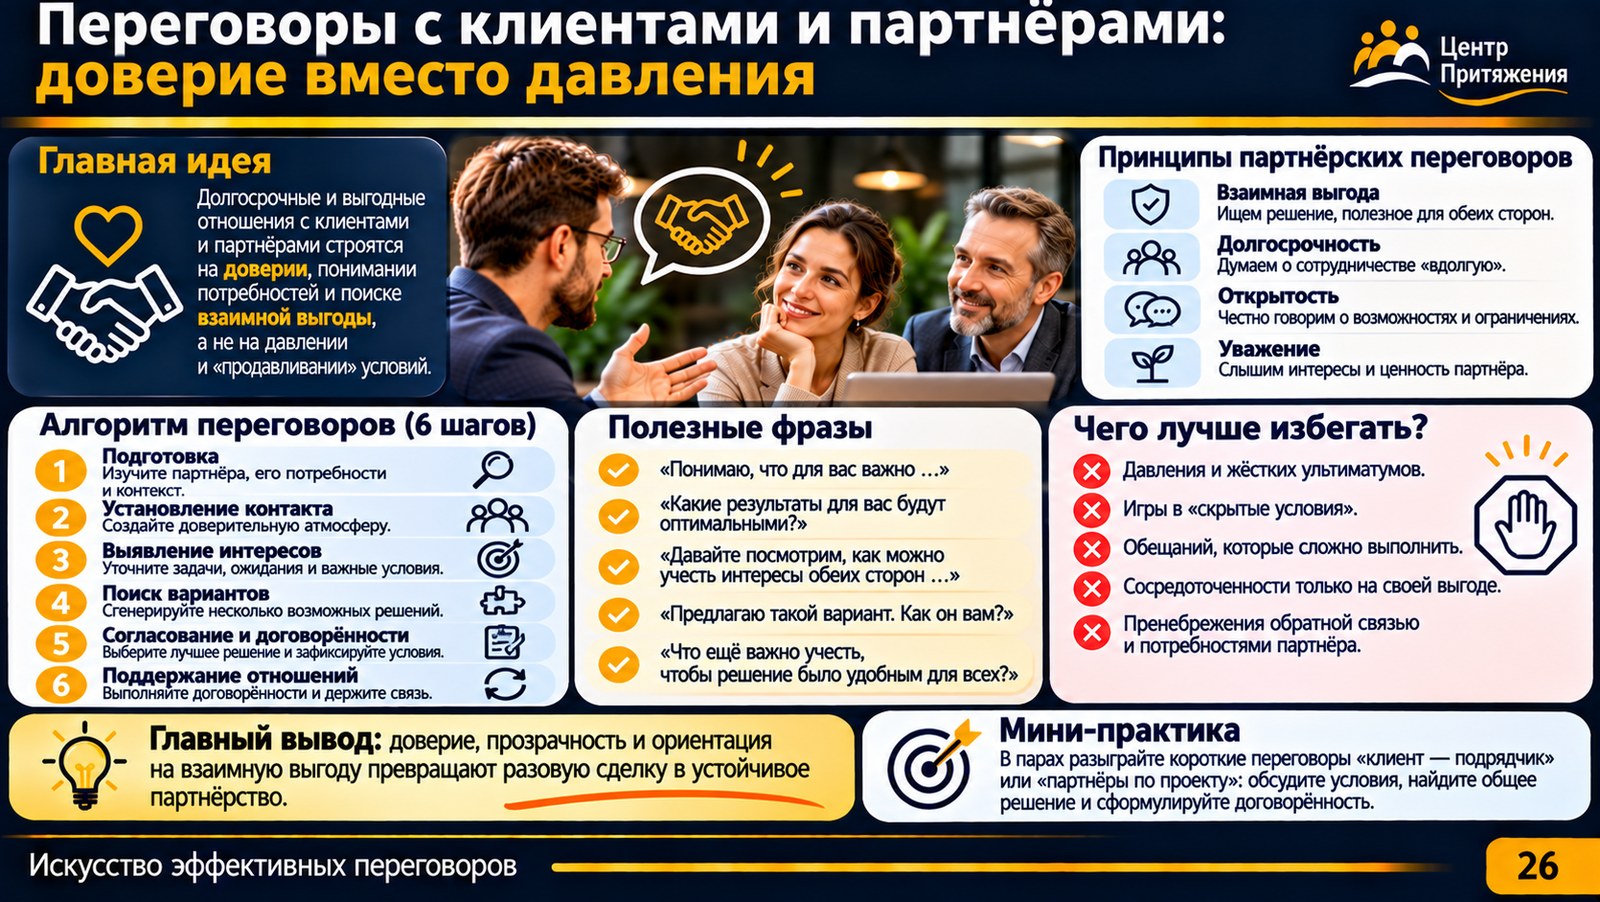 Переговоры с клиентами и партнёрами:
доверие вместо давления
Центр
Притяжения
Главная идея
Долгосрочные и выгодные
отношения с клиентами
и партнёрами строятся
на доверии, понимании
потребностей и поиске
взаимной выгоды,
а не на давлении
и «продавливании» условий.
Принципы партнёрских переговоров
Взаимная выгода
Ищем решение, полезное для обеих сторон.
Долгосрочность
Думаем о сотрудничестве «вдолгую».
Открытость
Честно говорим о возможностях и ограничениях.
Уважение
Слышим интересы и ценность партнёра.
Алгоритм переговоров (6 шагов)
1
Подготовка
Изучите партнёра, его потребности
и контекст.
2
Установление контакта
Создайте доверительную атмосферу.
3
Выявление интересов
Уточните задачи, ожидания и важные условия.
4
Поиск вариантов
Сгенерируйте несколько возможных решений.
5
Согласование и договорённости
Выберите лучшее решение и зафиксируйте условия.
6
Поддержание отношений
Выполняйте договорённости и держите связь.
Полезные фразы
«Понимаю, что для вас важно ...»
«Какие результаты для вас будут
оптимальными?»
«Давайте посмотрим, как можно
учесть интересы обеих сторон ...»
«Предлагаю такой вариант. Как он вам?»
«Что ещё важно учесть,
чтобы решение было удобным для всех?»
Чего лучше избегать?
Давления и жёстких ультиматумов.
Игры в «скрытые условия».
Обещаний, которые сложно выполнить.
Сосредоточенности только на своей выгоде.
Пренебрежения обратной связью
и потребностями партнёра.
Главный вывод: доверие, прозрачность и ориентация
на взаимную выгоду превращают разовую сделку в устойчивое
партнёрство.
Мини-практика
В парах разыграйте короткие переговоры «клиент — подрядчик»
или «партнёры по проекту»: обсудите условия, найдите общее
решение и сформулируйте договорённость.
Искусство эффективных переговоров
26